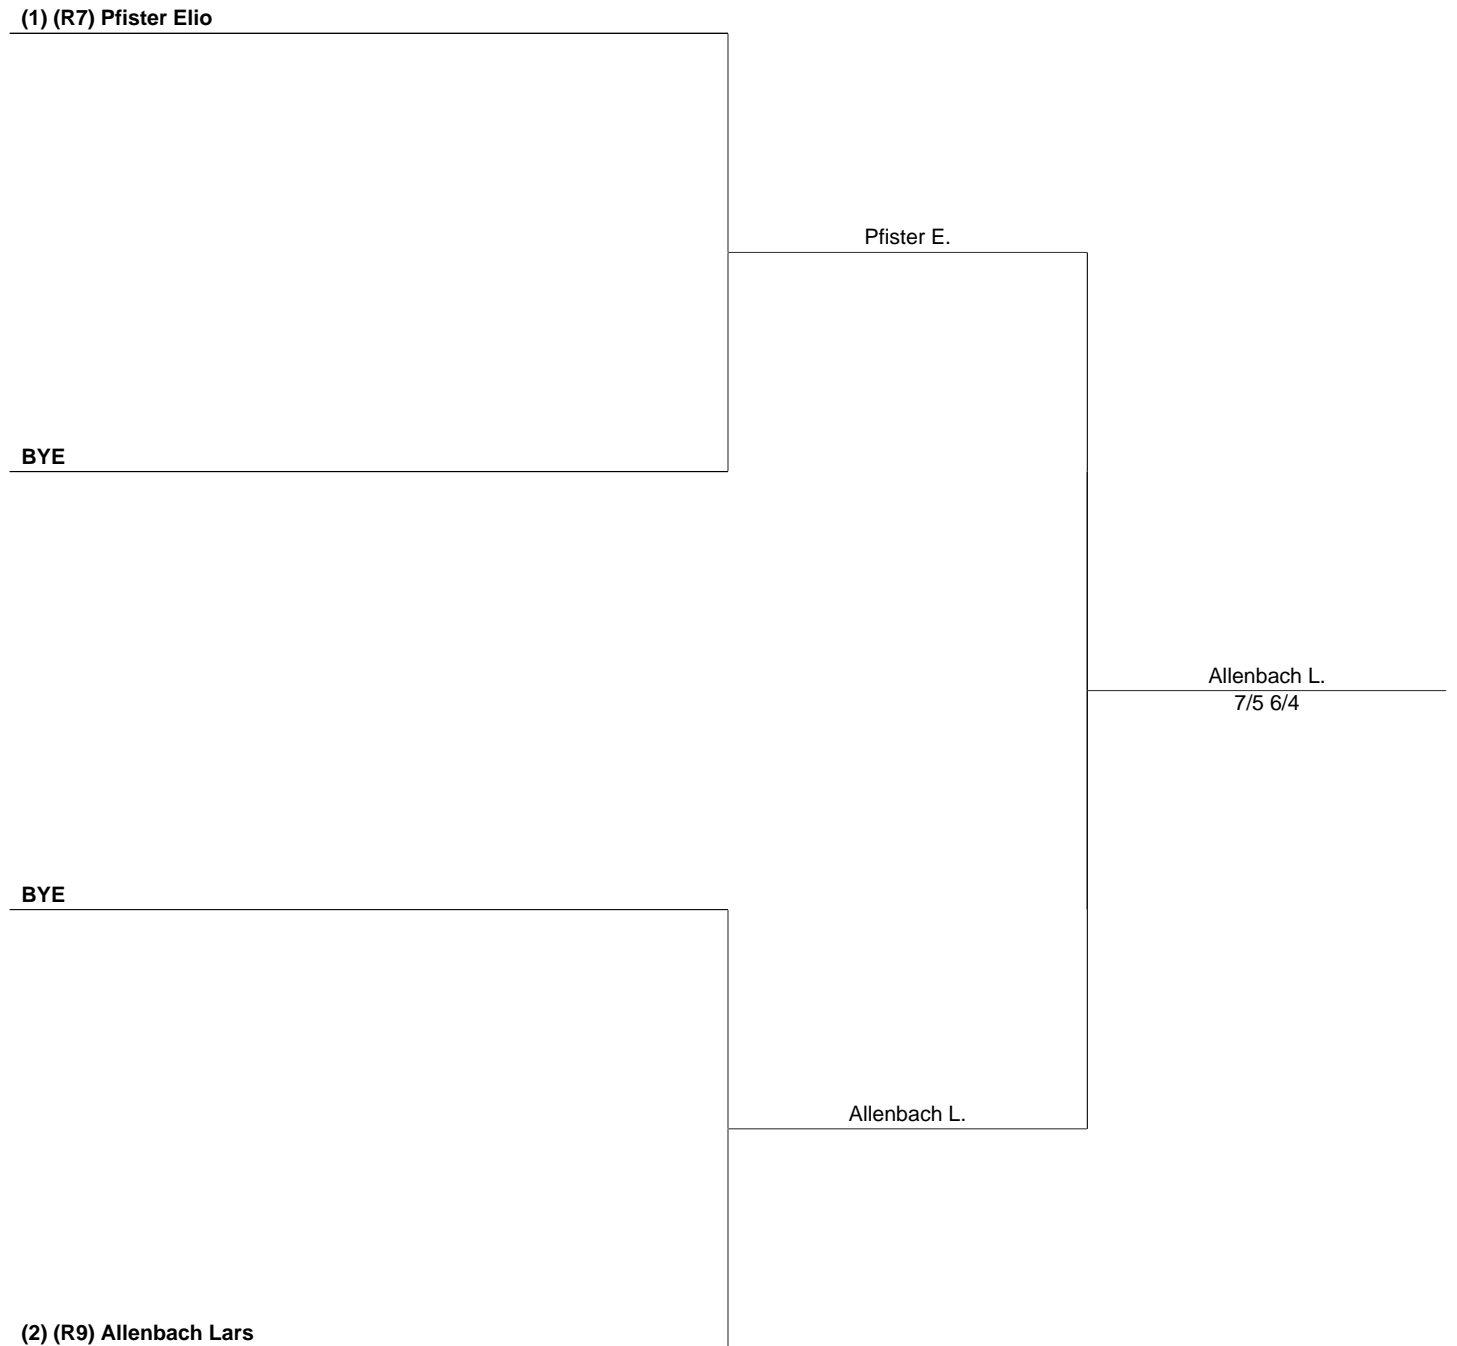 (1) (R7) Pfister Elio
Pfister E.
BYE
Allenbach L.
7/5 6/4
BYE
Allenbach L.
(2) (R9) Allenbach Lars